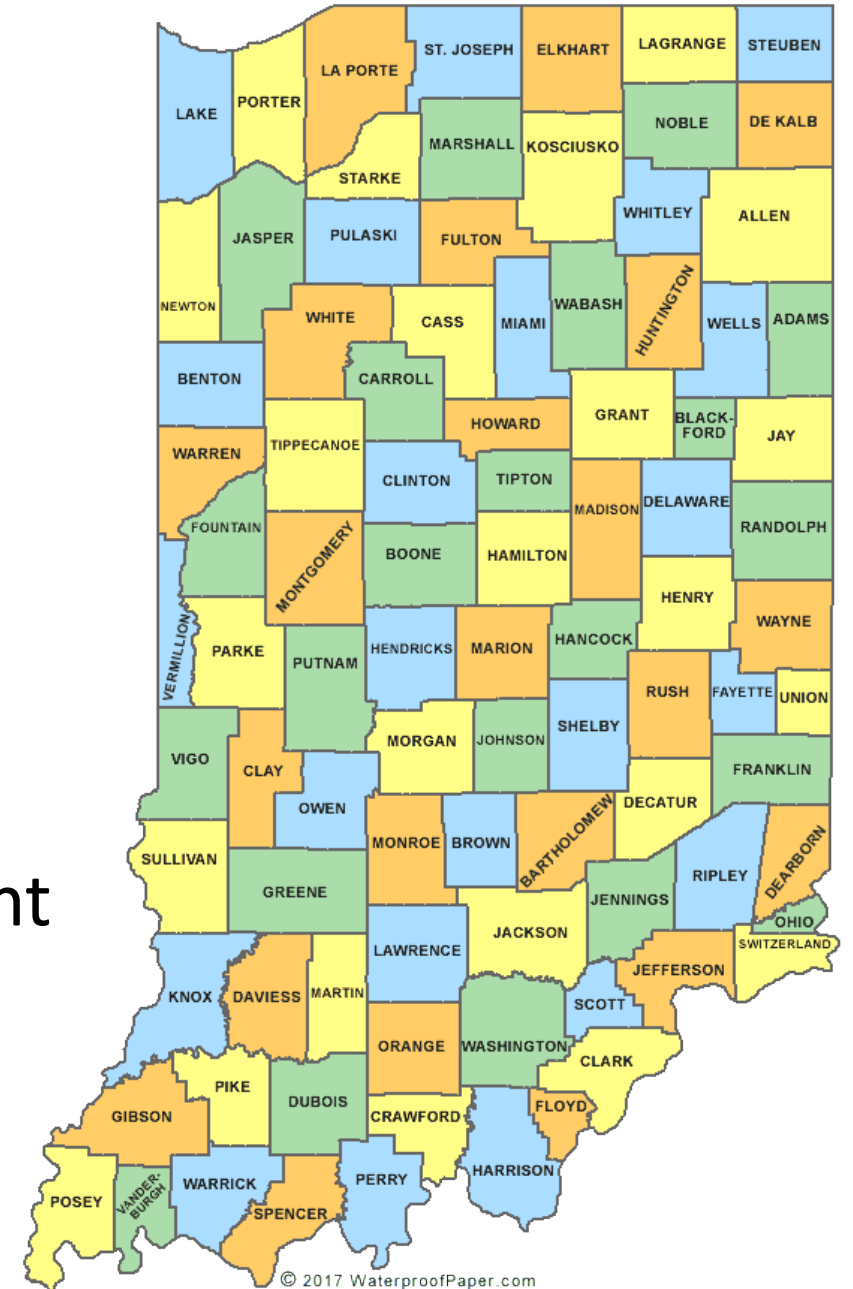 ST. JOSEPH
ELKHART
LAGRANGE
STEUBEN
LA PORTE
LAKE
PORTER
NOBLE
DE KALB
MARSHALL
KOSCIUSKO
STARKE
WHITLEY
ALLEN
JASPER
PULASKI
FULTON
NEWTON
WHITE
CASS
MIAMI
WABASH
HUNTINGTON
WELLS
ADAMS
BENTON
CARROLL
GRANT
BLACK-
FORD
JAY
HOWARD
WARREN
TIPPECANOE
CLINTON
TIPTON
MADISON
DELAWARE
RANDOLPH
FOUNTAIN
MONTGOMERY
BOONE
HAMILTON
HENRY
WAYNE
VERMILLION
PARKE
PUTNAM
HENDRICKS
MARION
HANCOCK
RUSH
FAYETTE
UNION
SHELBY
MORGAN
JOHNSON
VIGO
CLAY
FRANKLIN
OWEN
DECATUR
MONROE
BROWN
BARTHOLOMEW
SULLIVAN
RIPLEY
DEARBORN
GREENE
JENNINGS
nt
OHIO
JACKSON
SWITZERLAND
LAWRENCE
JEFFERSON
KNOX
DAVIESS
MARTIN
SCOTT
ORANGE
WASHINGTON
CLARK
PIKE
DUBOIS
GIBSON
CRAWFORD
FLOYD
HARRISON
PERRY
WARRICK
POSEY
VANDER-
BURGH
SPENCER
© 2017 WaterproofPaper.com